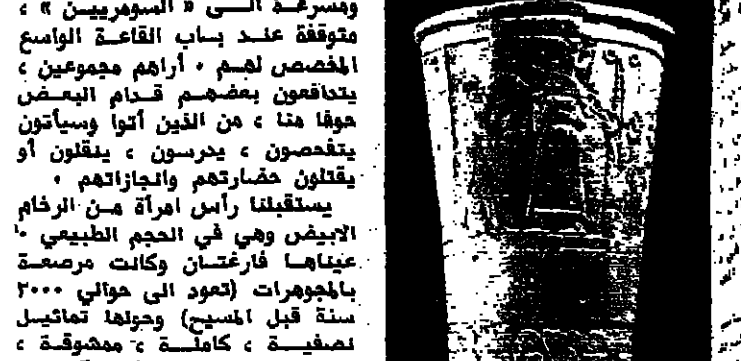 ومسرعة الى « السومريين » ،
متوقفة عند باب القاعة الواسع
المخصص لهم . أراهم مجموعين ،
يتدافعون بعضهم قدام البعض
خوفا منا ، من الذين أتوا وسيأتون
يتفحصون ، يدرسون ، ينقلون أو
يقتلون حضارتهم وانجازاتهم .
يستقبلنا رأس امرأة من الرخام
الابيض وهي في الحجم الطبيعي .
عيناها فارغتان وكانت مرصعة
بالمجوهرات (تعود الى حوالي ٢٠٠٠
سنة قبل المسيح) وحولها تماثيل
نصفية ، كاملة ، ممشوقة ،